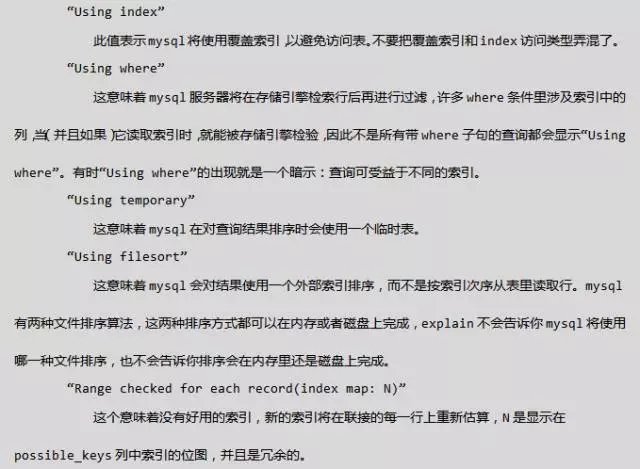 “Using index”
此值表示mysql将使用覆盖索引,以避免访问表。不要把覆盖索引和index访问类型弄混了。
“Using where”
这意味着mysql服务器将在存储引擎检索行后再进行过滤,许多where条件里涉及索引中的
列,当(并且如果)它读取索引时,就能被存储引擎检验,因此不是所有带where子句的查询都会显示“Using
where”。有时“Using where”的出现就是一个暗示:查询可受益于不同的索引。
“Using temporary”
这意味着mysql在对查询结果排序时会使用一个临时表。
“Using filesort”
这意味着mysql会对结果使用一个外部索引排序,而不是按索引次序从表里读取行。mysql
有两种文件排序算法,这两种排序方式都可以在内存或者磁盘上完成,explain不会告诉你mysql将使用
哪一种文件排序,也不会告诉你排序会在内存里还是磁盘上完成。
“Range checked for each record(index map: N)”
这个意味着没有好用的索引,新的索引将在联接的每一行上重新估算,N是显示在
possible_keys列中索引的位图,并且是冗余的。